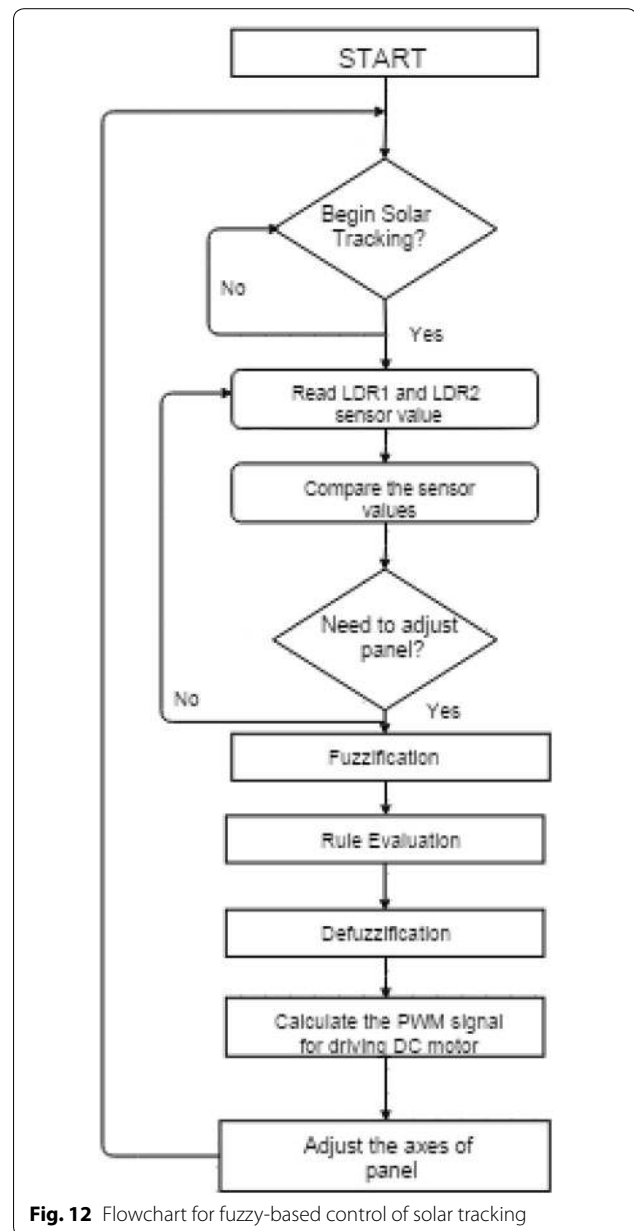 START
Begin Solar
Tracking?
No
Yes
Read LDR1 and LDR2
sensor value
Compare the sensor
values
Need to adjust
panel?
No
Yes
Fuzzification
Rule Evaluation
Defuzzification
Calculate the PWM signal
for driving DC motor
Adjust the axes of
panel
Fig. 12 Flowchart for fuzzy-based control of solar tracking